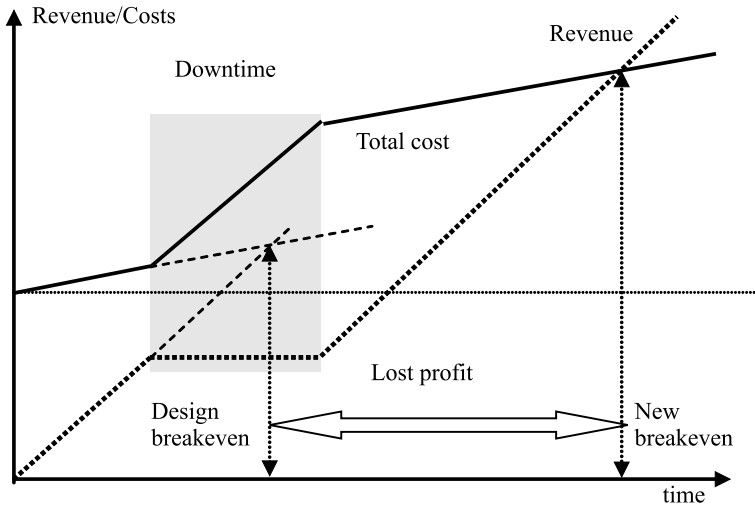 Revenue/Costs
Revenue
Downtime
Total cost
Lost profit
Design
breakeven
New
breakeven
time